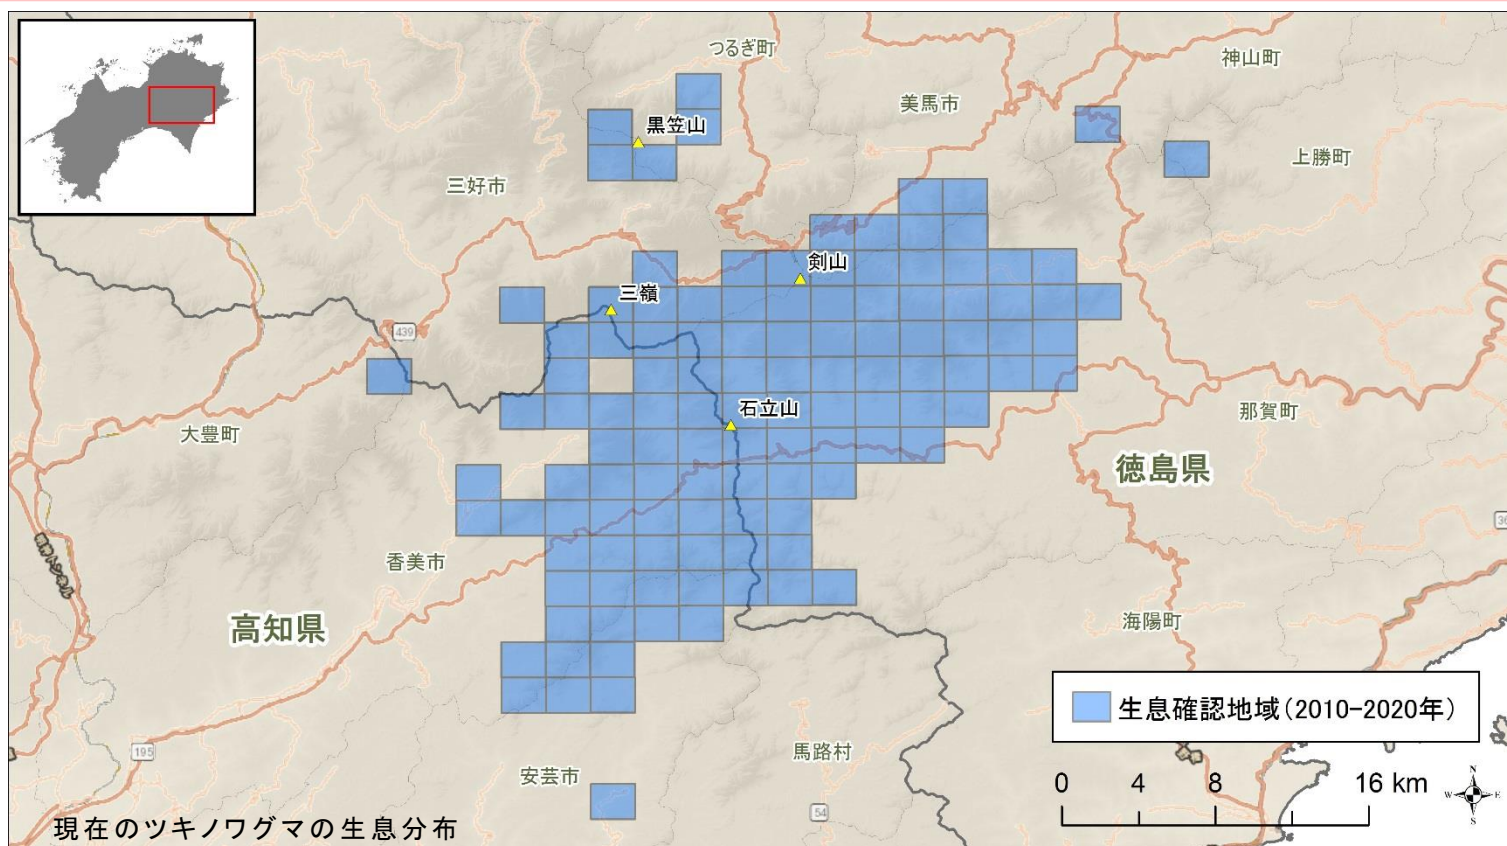 つるぎ町
神山町
美馬市
黒笠山
上勝町
三好市
剣山
三嶺
439
石立山
那賀町
大豊町
徳島県
香美市
高知県
海陽町
生息確認地域(2010-2020年)
195
馬路村
安芸市
54
0 4 8 16 km
N
W E
S
現在のツキノワグマの生息分布